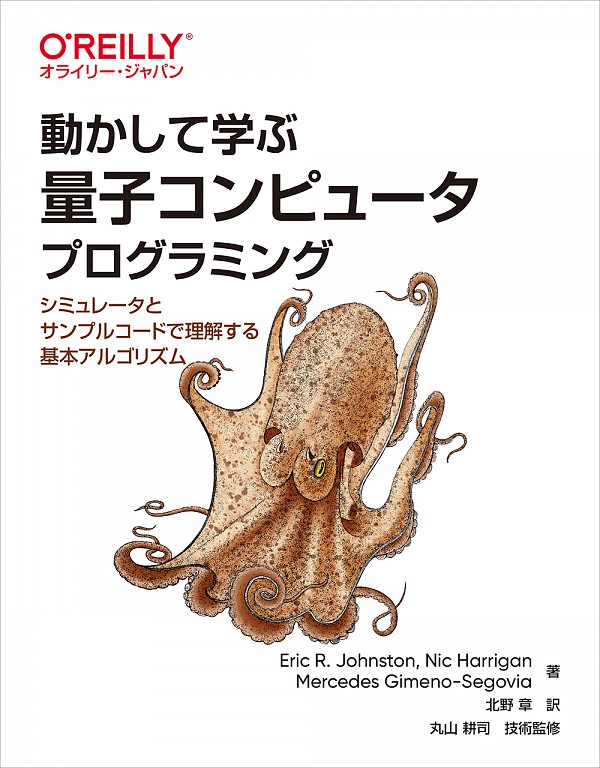 O'REILLY®
オライリー・ジャパン
動かして学ぶ
量子コンピュータ
プログラミング
シミュレータと
サンプルコードで理解する
基本アルゴリズム
Eric R. Johnston, Nic Harrigan
Mercedes Gimeno-Segovia 著
北野 章 訳
丸山 耕司 技術監修